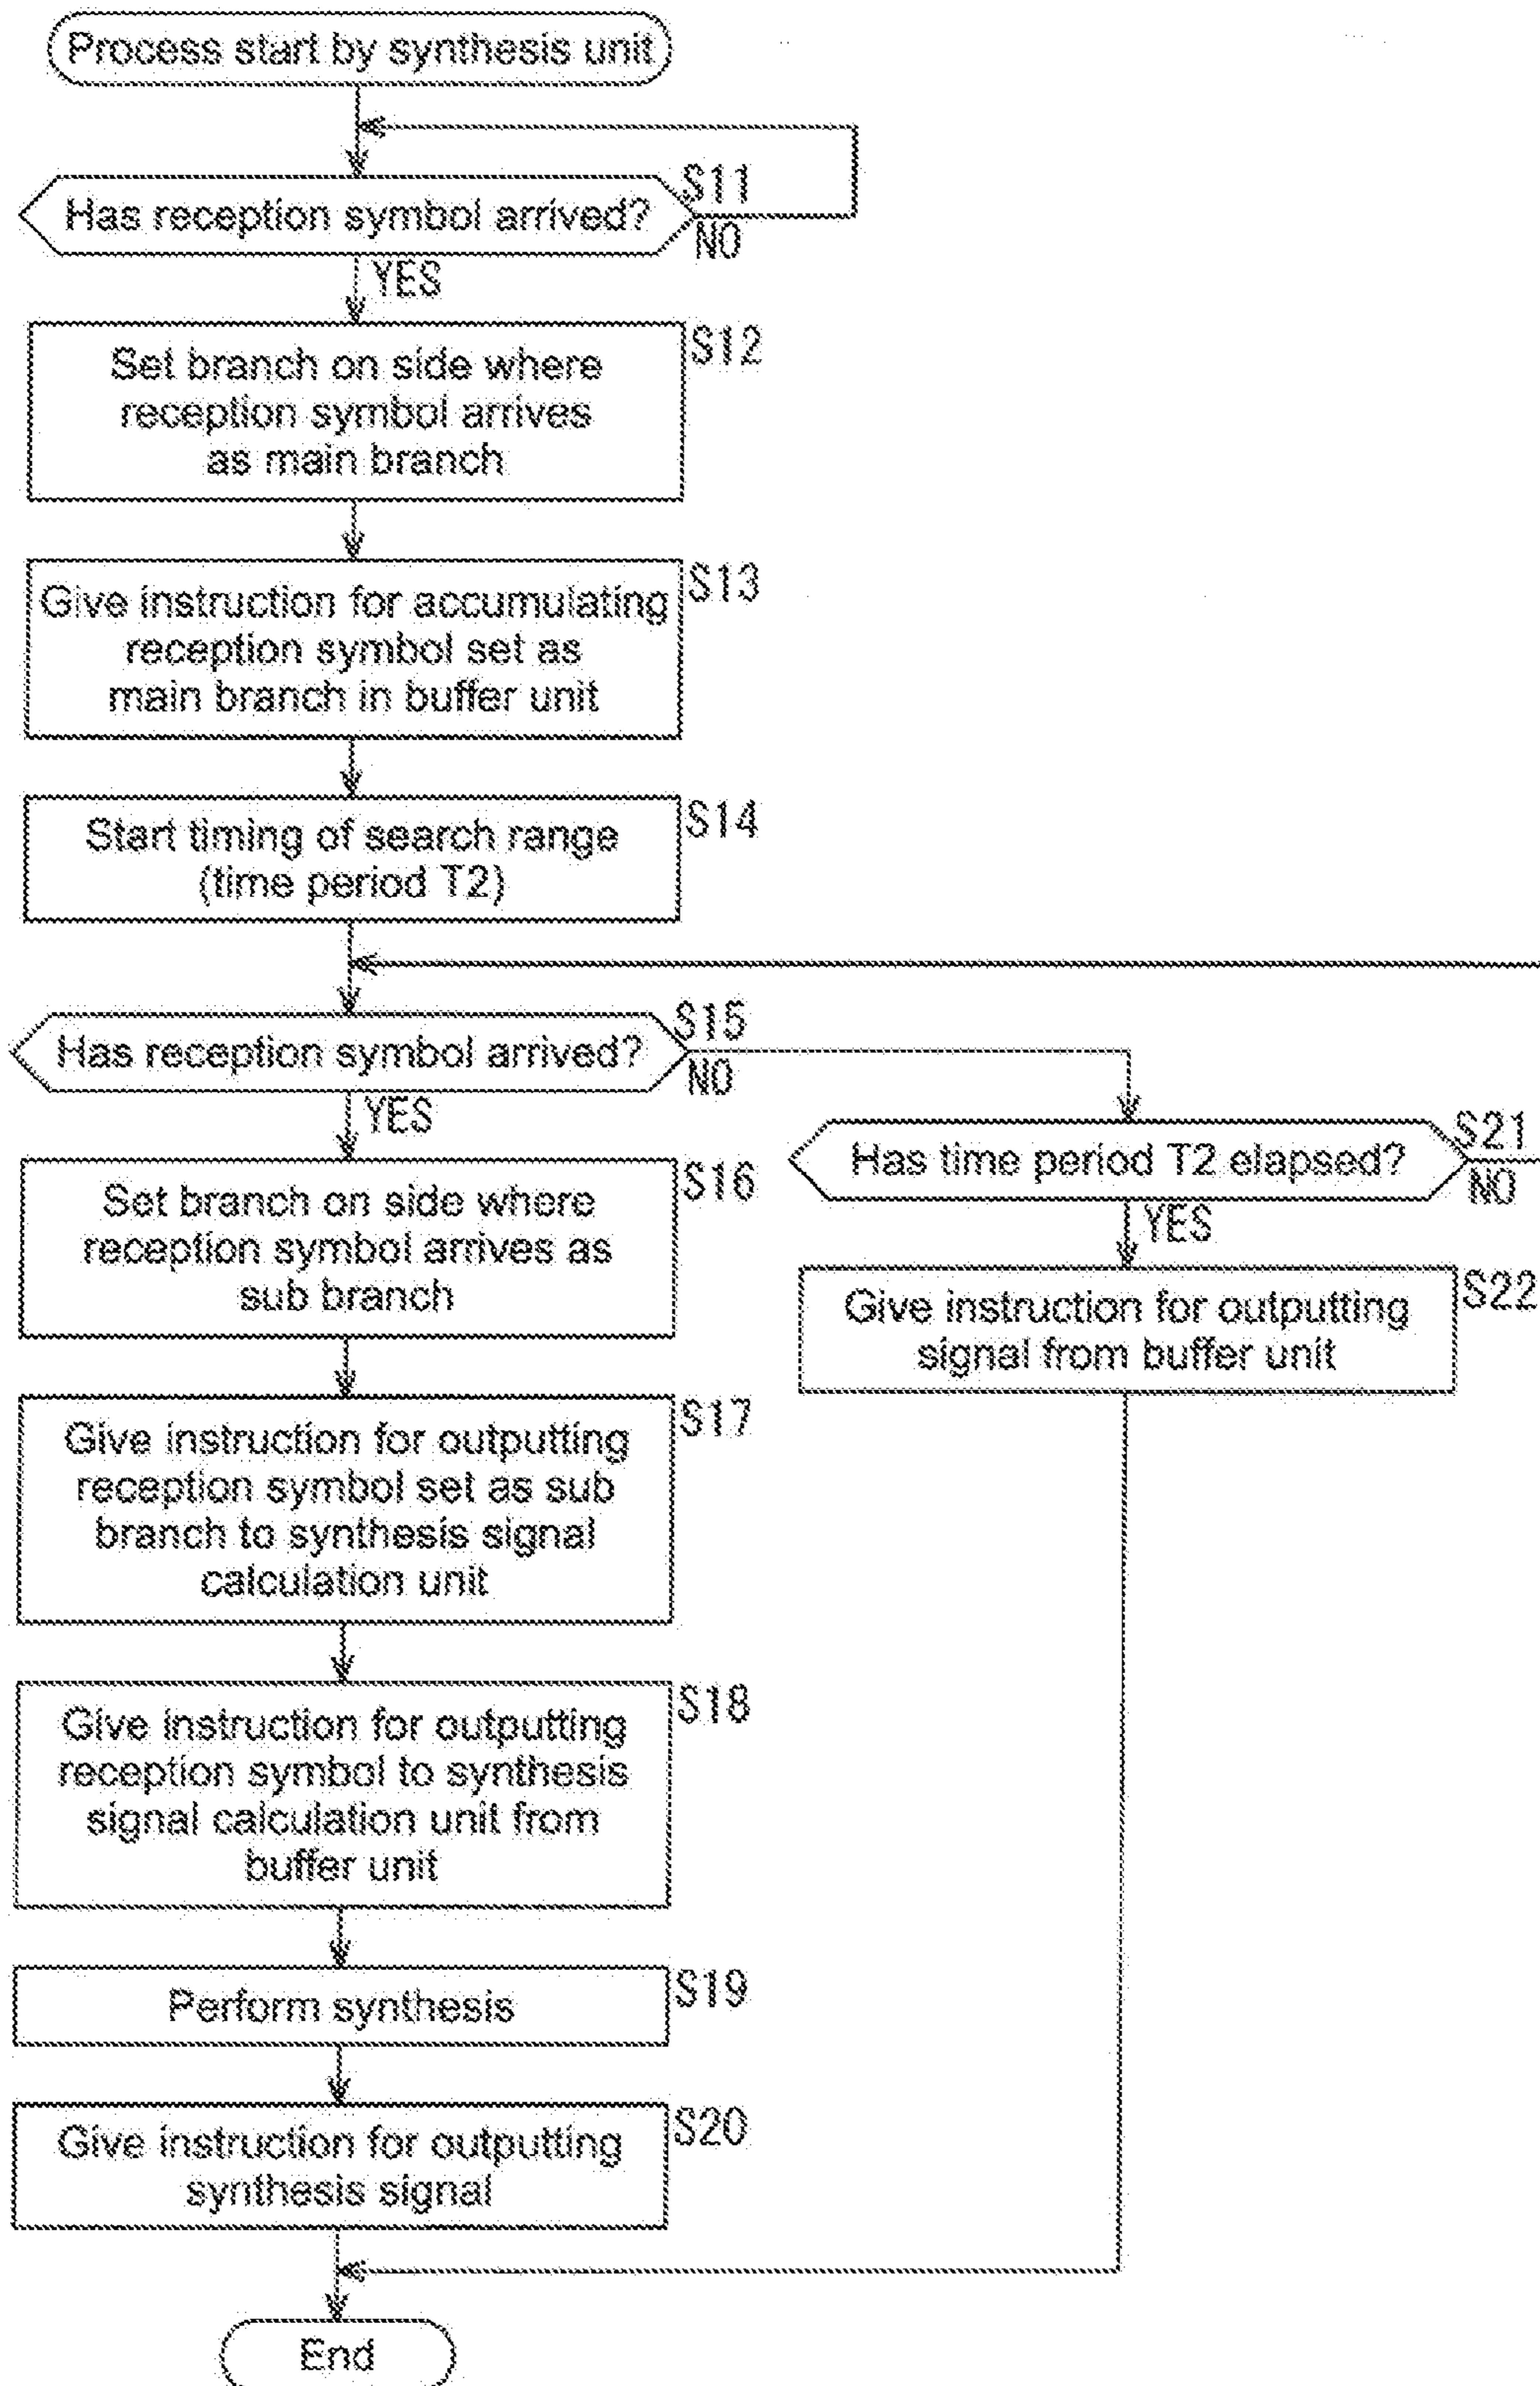 Process start by synthesis unit
S11
Has reception symbol arrived?
NO
YES
S12
Set branch on side where
reception symbol arrives
as main branch
S13
Give instruction for accumulating
reception symbol set as
main branch in buffer unit
S14
Start timing of search range
(time period T2)
S15
Has reception symbol arrived?
NO
YES
S21
Has time period T2 elapsed?
NO
YES
S16
Set branch on side where
reception symbol arrives as
sub branch
S22
Give instruction for outputting
signal from buffer unit
S17
Give instruction for outputting
reception symbol set as sub
branch to synthesis signal
calculation unit
S18
Give instruction for outputting
reception symbol to synthesis
signal calculation unit from
buffer unit
S19
Perform synthesis
S20
Give instruction for outputting
synthesis signal
End